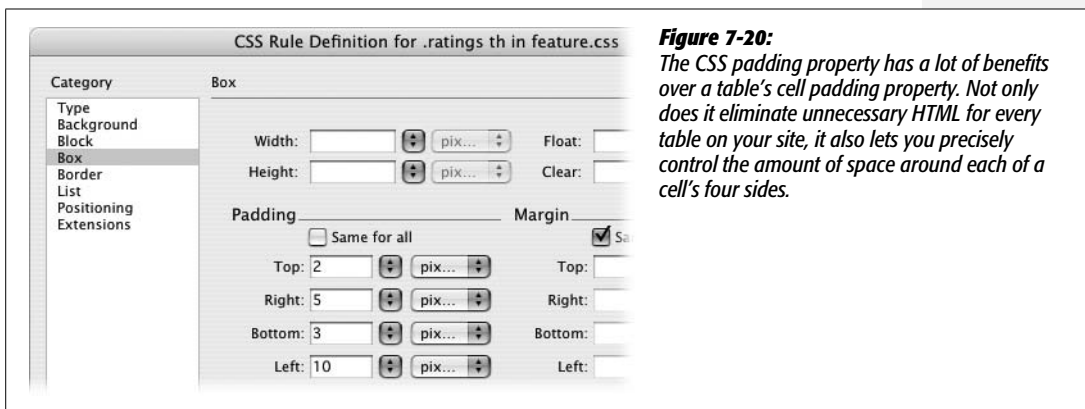 CSS Rule Definition for .ratings th in feature.css
Category
Box
Type
Background
Block
Box
Border
List
Positioning
Extensions
Width: pix... Float:
Height: pix... Clear:
Padding Margin
Same for all
Top: 2 pix... Top:
Right: 5 pix... Right:
Bottom: 3 pix... Bottom:
Left: 10 pix... Left:
Figure 7-20:
The CSS padding property has a lot of benefits
over a table's cell padding property. Not only
does it eliminate unnecessary HTML for every
table on your site, it also lets you precisely
control the amount of space around each of a
cell's four sides.